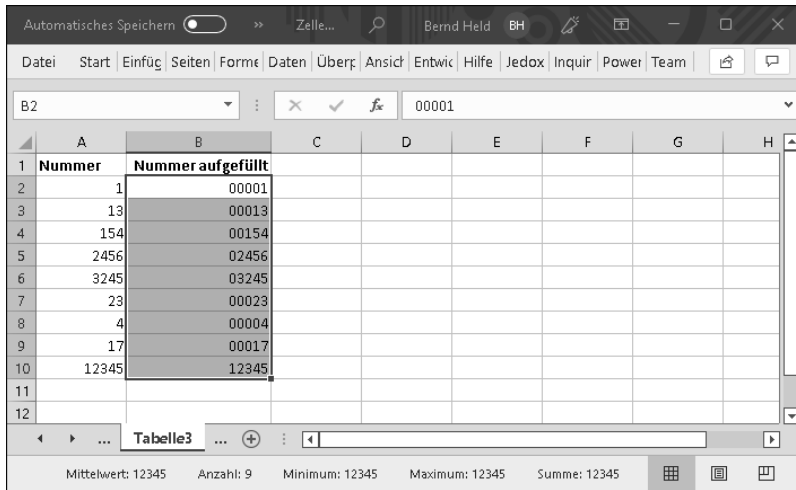 Automatisches Speichern » Zelle... Bernd Held BH
Datei Start Einfüg Seiten Forme Daten Überp Ansich Entwic Hilfe Jedox Inquir Power Team
B2 fx 00001
A B C D E F G H
1 Nummer Nummer aufgefüllt
2 1 00001
3 13 00013
4 154 00154
5 2456 02456
6 3245 03245
7 23 00023
8 4 00004
9 17 00017
10 12345 12345
11
12
... Tabelle3 ...
Mittelwert: 12345 Anzahl: 9 Minimum: 12345 Maximum: 12345 Summe: 12345